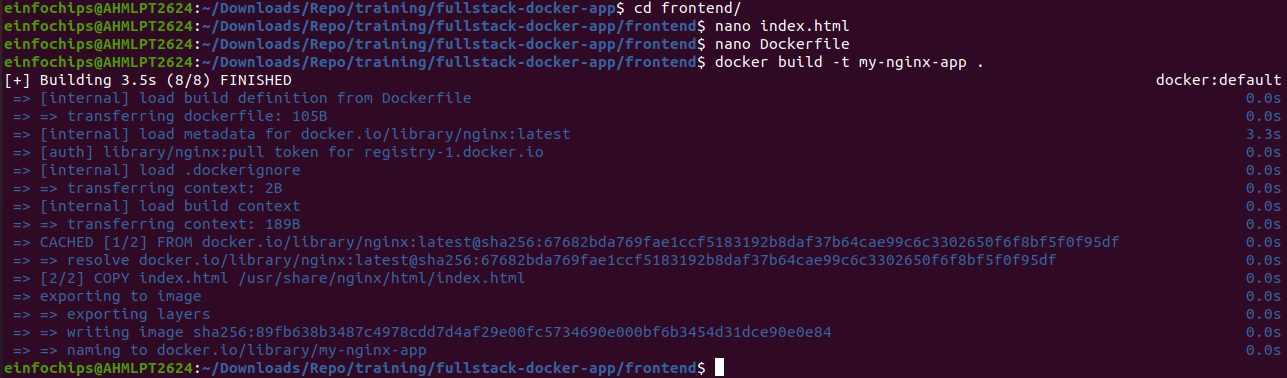 einfochips@AHMLPT2624:~/Downloads/Repo/training/fullstack-docker-app$ cd frontend/
einfochips@AHMLPT2624:~/Downloads/Repo/training/fullstack-docker-app/frontend$ nano index.html
einfochips@AHMLPT2624:~/Downloads/Repo/training/fullstack-docker-app/frontend$ nano Dockerfile
einfochips@AHMLPT2624:~/Downloads/Repo/training/fullstack-docker-app/frontend$ docker build -t my-nginx-app .
[+] Building 3.5s (8/8) FINISHED docker:default
=> [internal] load build definition from Dockerfile 0.0s
=> => transferring dockerfile: 105B 0.0s
=> [internal] load metadata for docker.io/library/nginx:latest 3.3s
=> [auth] library/nginx:pull token for registry-1.docker.io 0.0s
=> [internal] load .dockerignore 0.0s
=> => transferring context: 2B 0.0s
=> [internal] load build context 0.0s
=> => transferring context: 189B 0.0s
=> CACHED [1/2] FROM docker.io/library/nginx:latest@sha256:67682bda769fae1ccf5183192b8daf37b64cae99c6c3302650f6f8bf5f0f95df 0.0s
=> => resolve docker.io/library/nginx:latest@sha256:67682bda769fae1ccf5183192b8daf37b64cae99c6c3302650f6f8bf5f0f95df 0.0s
=> [2/2] COPY index.html /usr/share/nginx/html/index.html 0.0s
=> exporting to image 0.0s
=> => exporting layers 0.0s
=> => writing image sha256:89fb638b3487c4978cdd7d4af29e00fc5734690e000bf6b3454d31dce90e0e84 0.0s
=> => naming to docker.io/library/my-nginx-app 0.0s
einfochips@AHMLPT2624:~/Downloads/Repo/training/fullstack-docker-app/frontend$